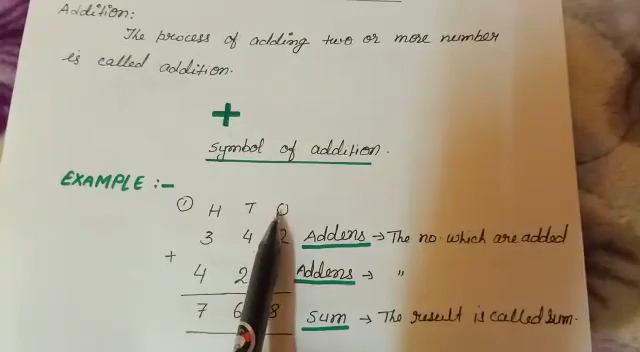 Addition:
The process of adding two or more number
is called addition.
+
Symbol of addition.
EXAMPLE :-
① H T O
3 4 2 Addens → The no. which are added
+
4 2 Addens → "
7 6 8 Sum → The result is called sum.